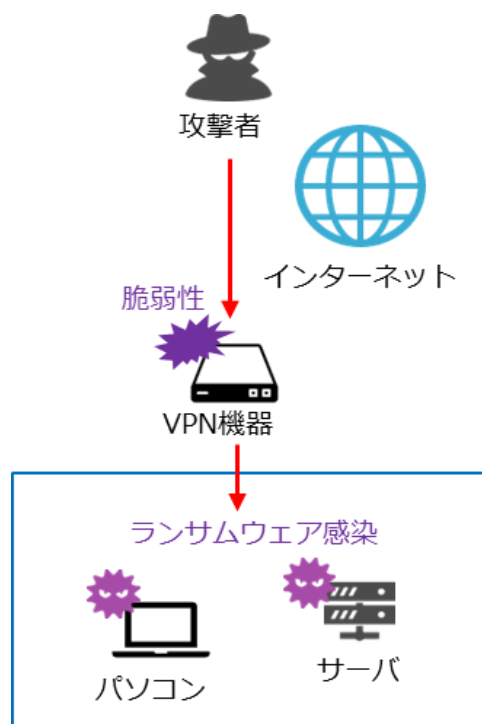 攻撃者
インターネット
脆弱性
VPN機器
ランサムウェア感染
パソコン
サーバ